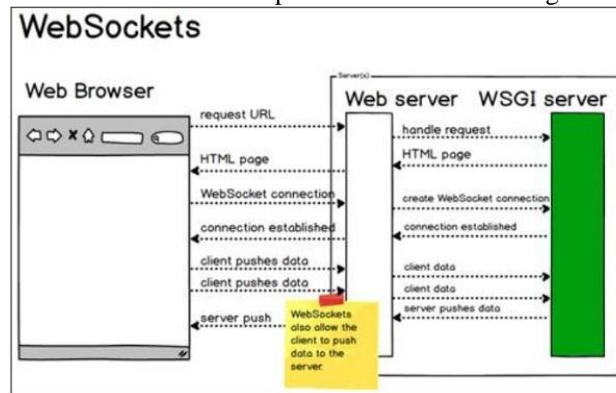 WebSockets
Server(s)
Web Browser
Web server
WSGI server
request URL
handle request
HTML page
HTML page
WebSocket connection
create WebSocket connection
connection established
connection established
client pushes data
client data
client pushes data
client data
server push
server pushes data
WebSockets
also allow the
client to push
data to the
server.